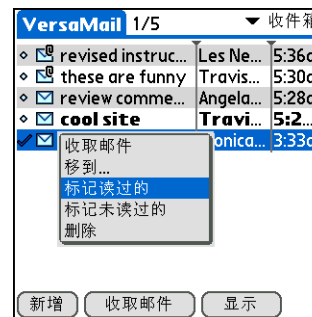 VersaMail 1/5 收件箱
revised instruc... Les Ne... 5:36
these are funny Travis... 5:30
review comme... Angela... 5:28
cool site Travi... 5:2...
onica... 3:33
收取邮件
移到...
标记读过的
标记未读过的
删除
新增 收取邮件 显示